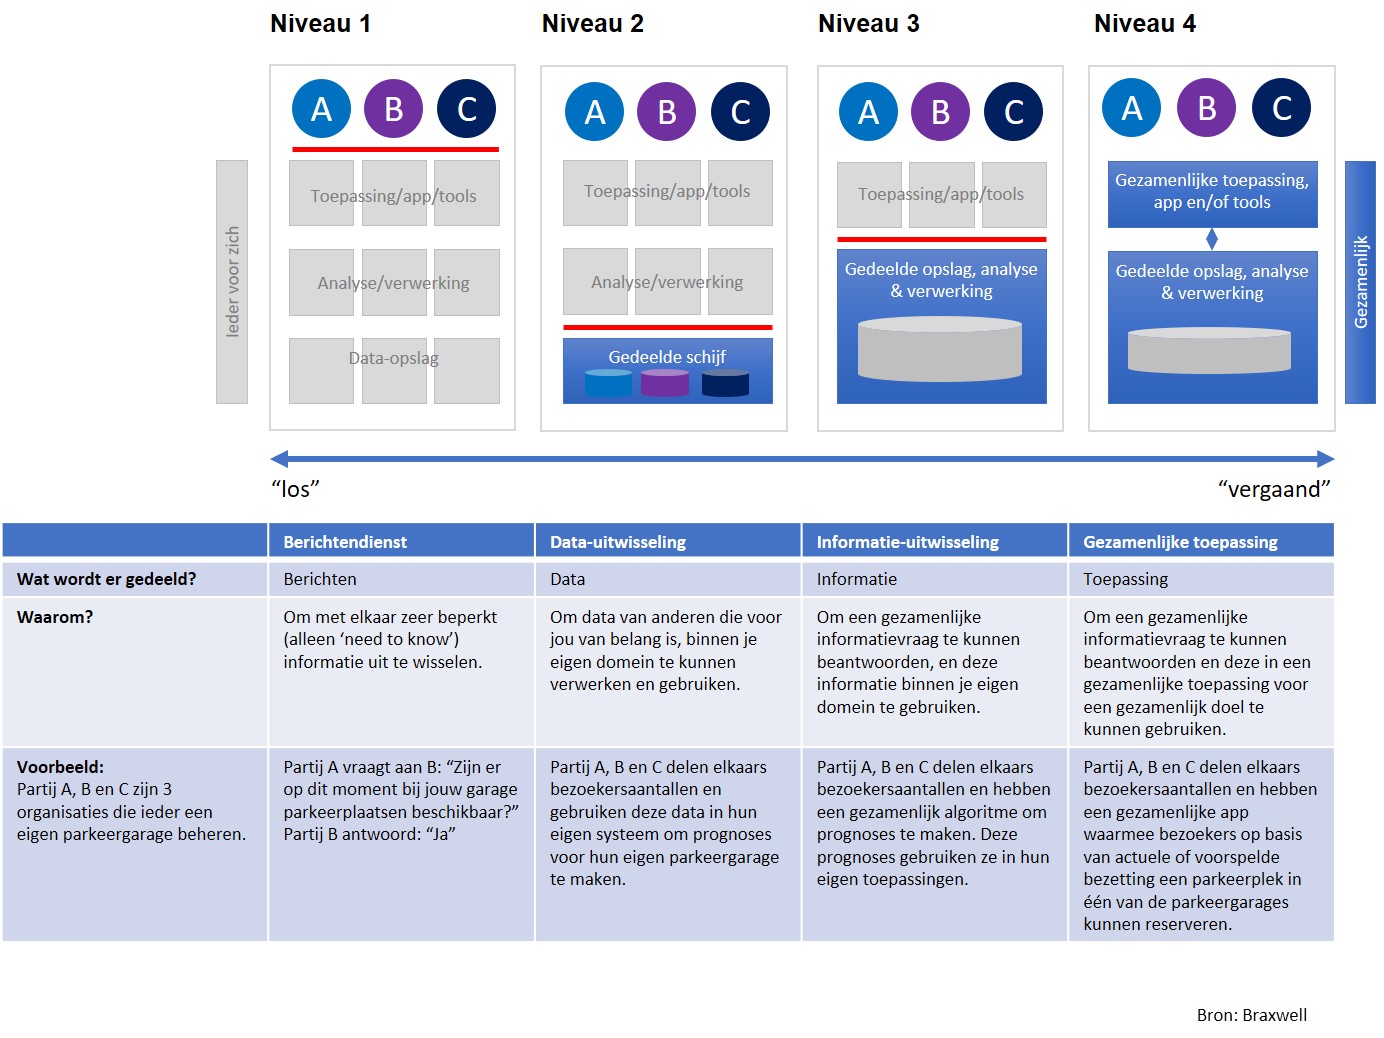 Niveau 1
Niveau 2
Niveau 3
Niveau 4
A B C
A B C
A B C
A B C
Ieder voor zich
Toepassing/app/tools
Analyse/verwerking
Data-opslag
Toepassing/app/tools
Analyse/verwerking
Gedeelde schijf
Toepassing/app/tools
Gedeelde opslag, analyse
& verwerking
Gezamenlijke toepassing,
app en/of tools
Gedeelde opslag, analyse
& verwerking
Gezamenlijk
“los”
“vergaand”
Berichtendienst
Data-uitwisseling
Informatie-uitwisseling
Gezamenlijke toepassing
Wat wordt er gedeeld?
Berichten
Data
Informatie
Toepassing
Waarom?
Om met elkaar zeer beperkt
(alleen ‘need to know’)
informatie uit te wisselen.
Om data van anderen die voor
jou van belang is, binnen je
eigen domein te kunnen
verwerken en gebruiken.
Om een gezamenlijke
informatievraag te kunnen
beantwoorden, en deze
informatie binnen je eigen
domein te gebruiken.
Om een gezamenlijke
informatievraag te kunnen
beantwoorden en deze in een
gezamenlijke toepassing voor
een gezamenlijk doel te
kunnen gebruiken.
Voorbeeld:
Partij A, B en C zijn 3
organisaties die ieder een
eigen parkeergarage beheren.
Partij A vraagt aan B: “Zijn er
op dit moment bij jouw garage
parkeerplaatsen beschikbaar?”
Partij B antwoord: “Ja”
Partij A, B en C delen elkaars
bezoekersaantallen en
gebruiken deze data in hun
eigen systeem om prognoses
voor hun eigen parkeergarage
te maken.
Partij A, B en C delen elkaars
bezoekersaantallen en hebben
een gezamenlijk algoritme om
prognoses te maken. Deze
prognoses gebruiken ze in hun
eigen toepassingen.
Partij A, B en C delen elkaars
bezoekersaantallen en hebben
een gezamenlijke app
waarmee bezoekers op basis
van actuele of voorspelde
bezetting een parkeerplek in
één van de parkeergarages
kunnen reserveren.
Bron: Braxwell